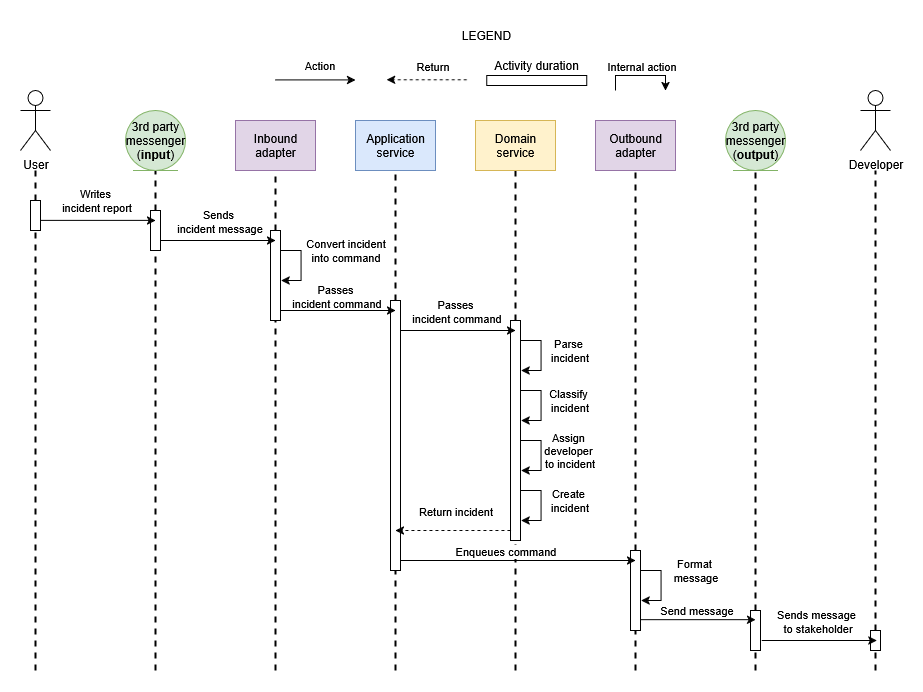 LEGEND
Action
Return
Activity duration
Internal action
User
3rd party
messenger
(input)
Inbound
adapter
Application
service
Domain
service
Outbound
adapter
3rd party
messenger
(output)
Developer
Writes
incident report
Sends
incident message
Convert incident
into command
Passes
incident command
Passes
incident command
Parse
incident
Classify
incident
Assign
developer
to incident
Create
incident
Return incident
Enqueues command
Format
message
Send message
Sends message
to stakeholder